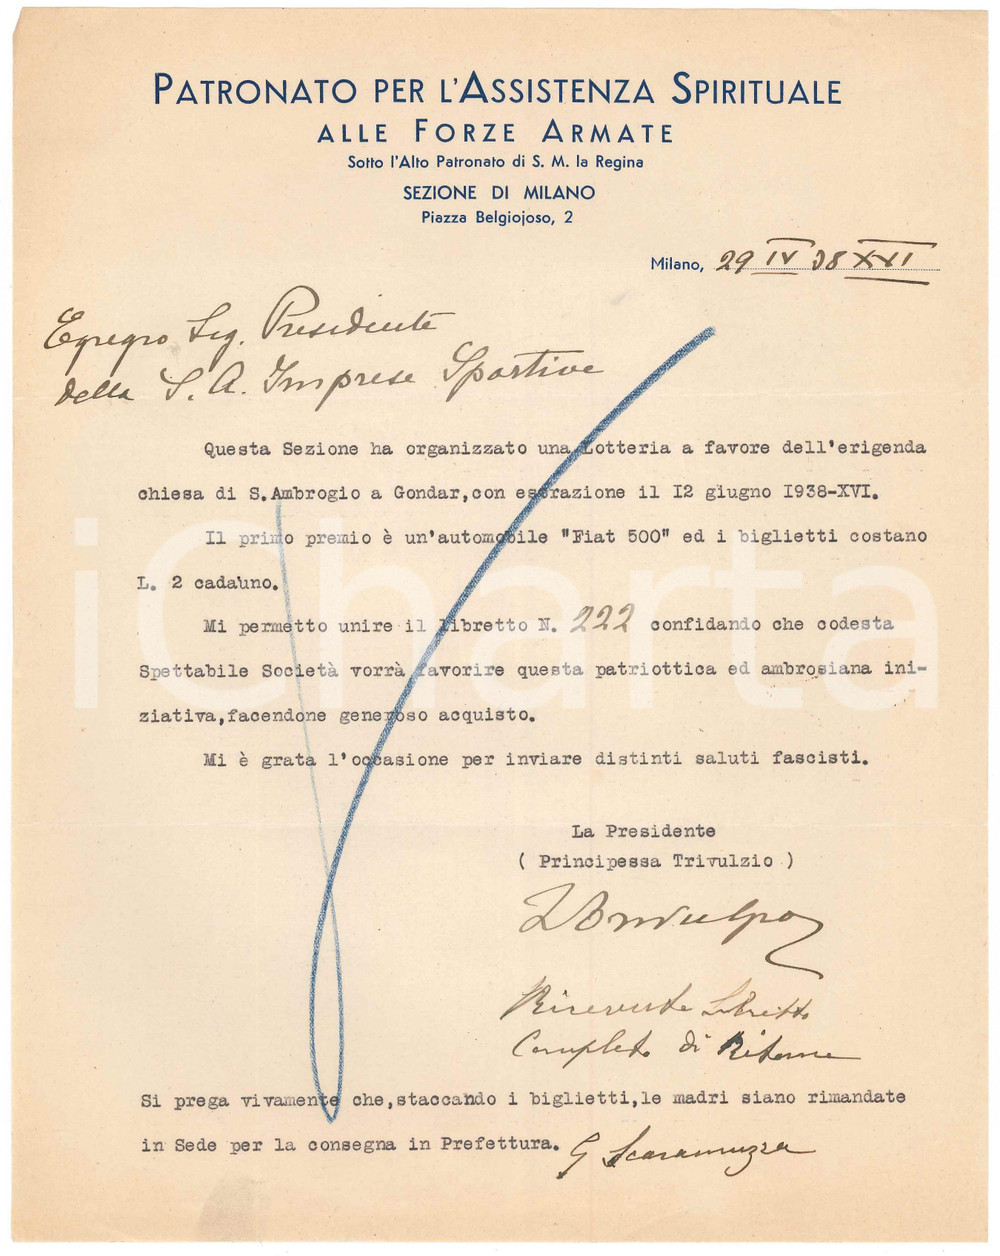 PATRONATO PER L'ASSISTENZA SPIRITUALE
ALLE FORZE ARMATE
Sotto l'Alto Patronato di S. M. la Regina
SEZIONE DI MILANO
Piazza Belgiojoso, 2
Milano, 29 IV 38 XVI
Egregio Sig. Presidente
della S. A. Imprese Sportive
Questa Sezione ha organizzato una Lotteria a favore dell'erigenda
chiesa di S.Ambrogio a Gondar,con estrazione il I2 giugno I938-XVI.
Il primo premio è un'automobile "Fiat 500" ed i biglietti costano
L. 2 cadauno.
Mi permetto unire il libretto N. 222 confidando che codesta
Spettabile Società vorrà favorire questa patriottica ed ambrosiana ini-
ziativa,facendone generoso acquisto.
Mi è grata l'occasione per inviare distinti saluti fascisti.
La Presidente
( Principessa Trivulzio )
Trivulzio
Ricevuto Libretto
Completo di Ritorno
Si prega vivamente che,staccando i biglietti,le madri siano rimandate
in Sede per la consegna in Prefettura. G Scaramuzza
iCharta